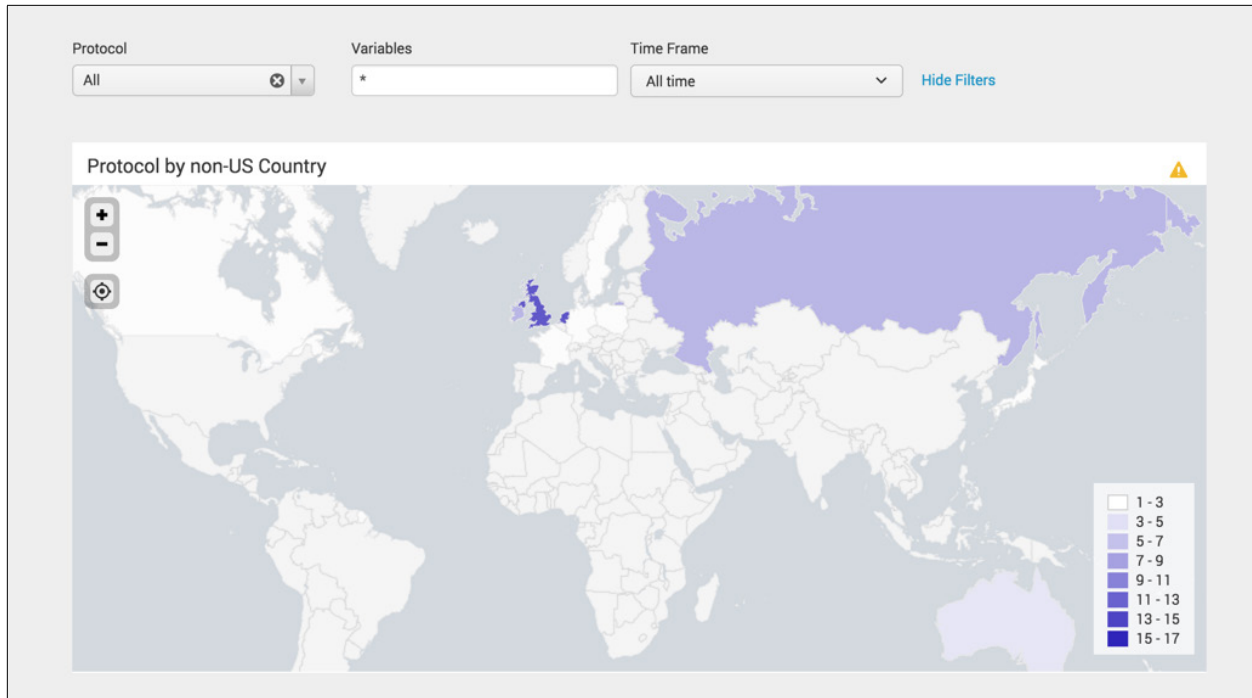 Protocol
Variables
Time Frame
All
*
All time
Hide Filters
Protocol by non-US Country
+
-
1 - 3
3 - 5
5 - 7
7 - 9
9 - 11
11 - 13
13 - 15
15 - 17